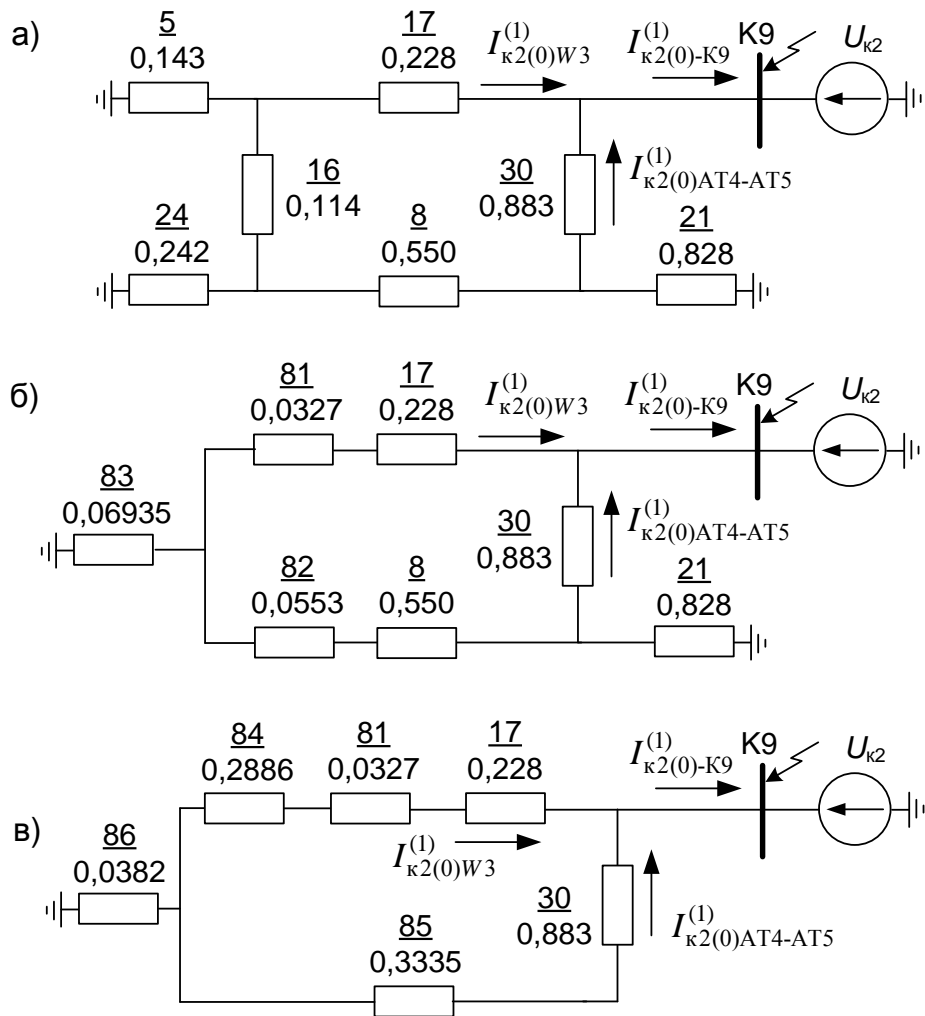 а)
5
0,143
17
0,228
I(1)к2(0)W3
I(1)к2(0)-К9
К9
Uк2
16
0,114
30
0,883
I(1)к2(0)АТ4-АТ5
24
0,242
8
0,550
21
0,828
б)
81
0,0327
17
0,228
I(1)к2(0)W3
I(1)к2(0)-К9
К9
Uк2
83
0,06935
30
0,883
I(1)к2(0)АТ4-АТ5
82
0,0553
8
0,550
21
0,828
в)
84
0,2886
81
0,0327
17
0,228
I(1)к2(0)-К9
К9
Uк2
I(1)к2(0)W3
86
0,0382
30
0,883
I(1)к2(0)АТ4-АТ5
85
0,3335